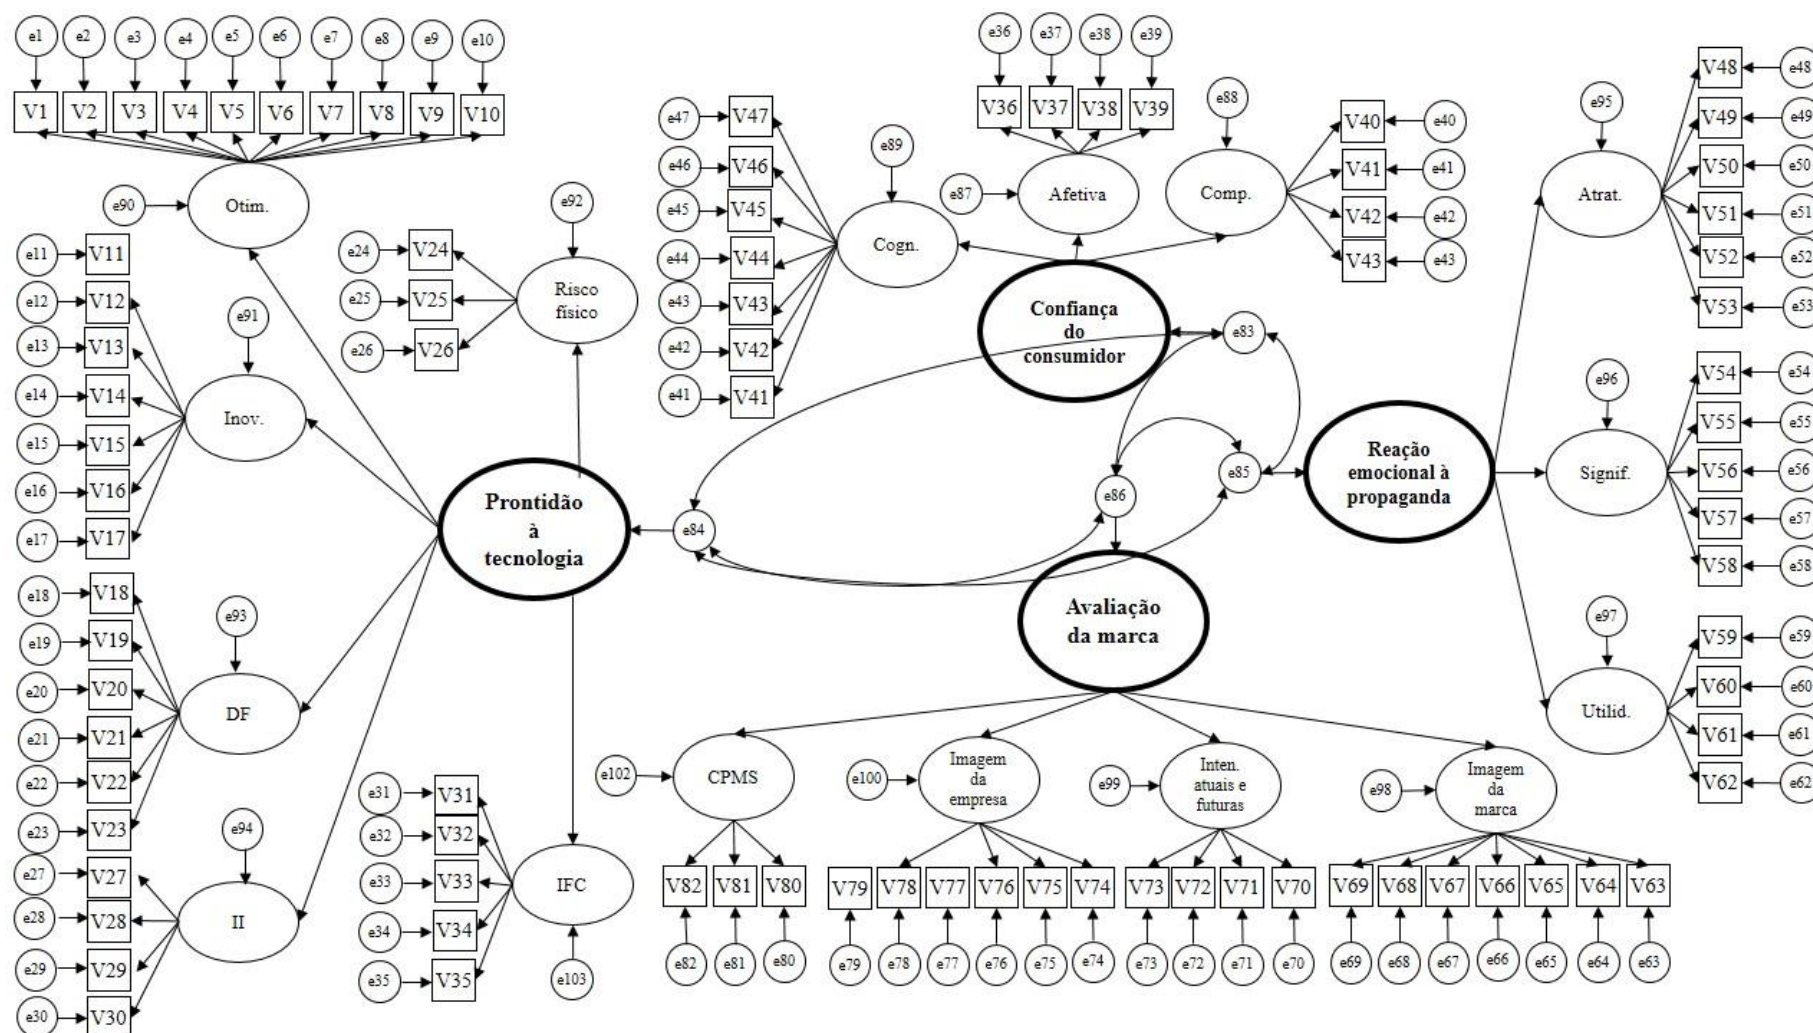 e1 e2 e3 e4 e5 e6 e7 e8 e9 e10
V1 V2 V3 V4 V5 V6 V7 V8 V9 V10
e90
Otim.
e11 V11
e12 V12
e13 V13
e14 V14
e15 V15
e16 V16
e17 V17
e91
Inov.
e92
Risco
físico
e24 V24
e25 V25
e26 V26
e18 V18
e19 V19
e20 V20
e21 V21
e22 V22
e23 V23
e93
DF
e27 V27
e28 V28
e29 V29
e30 V30
e94
II
Prontidão
à
tecnologia
e84
e31 V31
e32 V32
e33 V33
e34 V34
e35 V35
IFC
e103
e47 V47
e46 V46
e45 V45
e44 V44
e43 V43
e42 V42
e41 V41
e89
Cogn.
e36 e37 e38 e39
V36 V37 V38 V39
e87
Afetiva
e88
Comp.
V40 e40
V41 e41
V42 e42
V43 e43
Confiança
do
consumidor
e83
e85
e86
Reação
emocional à
propaganda
Avaliação
da marca
e95
Atrat.
V48 e48
V49 e49
V50 e50
V51 e51
V52 e52
V53 e53
e96
Signif.
V54 e54
V55 e55
V56 e56
V57 e57
V58 e58
e97
Utilid.
V59 e59
V60 e60
V61 e61
V62 e62
e102
CPMS
V82 V81 V80
e82 e81 e80
e100
Imagem
da
empresa
V79 V78 V77 V76 V75 V74
e79 e78 e77 e76 e75 e74
e99
Inten.
atuais e
futuras
V73 V72 V71 V70
e73 e72 e71 e70
e98
Imagem
da
marca
V69 V68 V67 V66 V65 V64 V63
e69 e68 e67 e66 e65 e64 e63